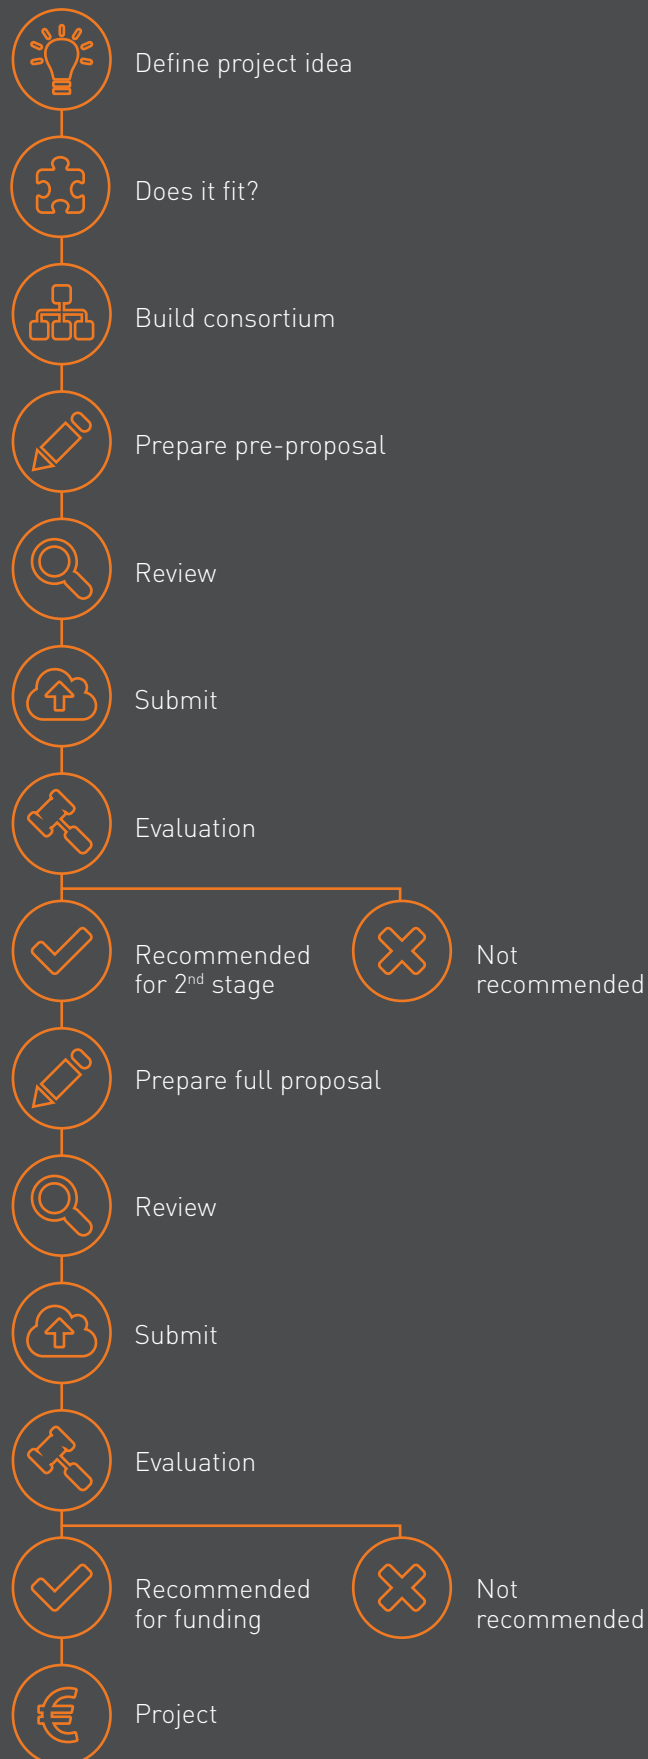 Define project idea
Does it fit?
Build consortium
Prepare pre-proposal
Review
Submit
Evaluation
Recommended
for 2nd stage
Not
recommended
Prepare full proposal
Review
Submit
Evaluation
Recommended
for funding
Not
recommended
€
Project